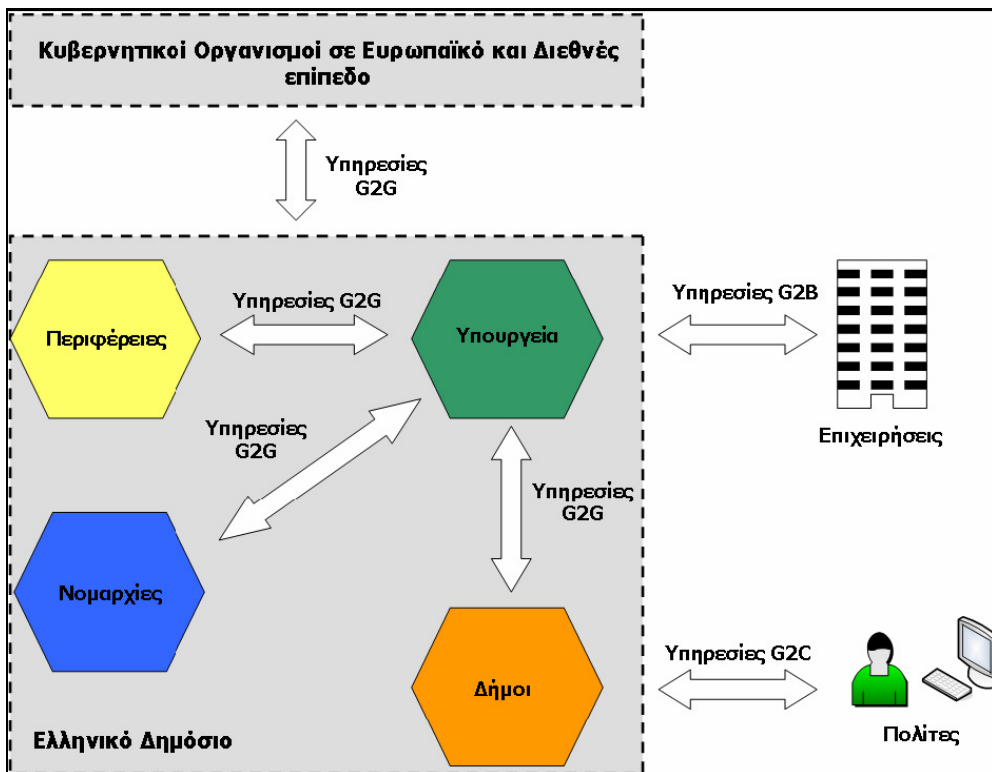 Κυβερνητικοί Οργανισμοί σε Ευρωπαϊκό και Διεθνές
επίπεδο
Υπηρεσίες
G2G
Υπηρεσίες G2G
Υπηρεσίες G2B
Περιφέρειες
Υπουργεία
Υπηρεσίες
G2G
Επιχειρήσεις
Υπηρεσίες
G2G
Νομαρχίες
Υπηρεσίες G2C
Δήμοι
Ελληνικό Δημόσιο
Πολίτες